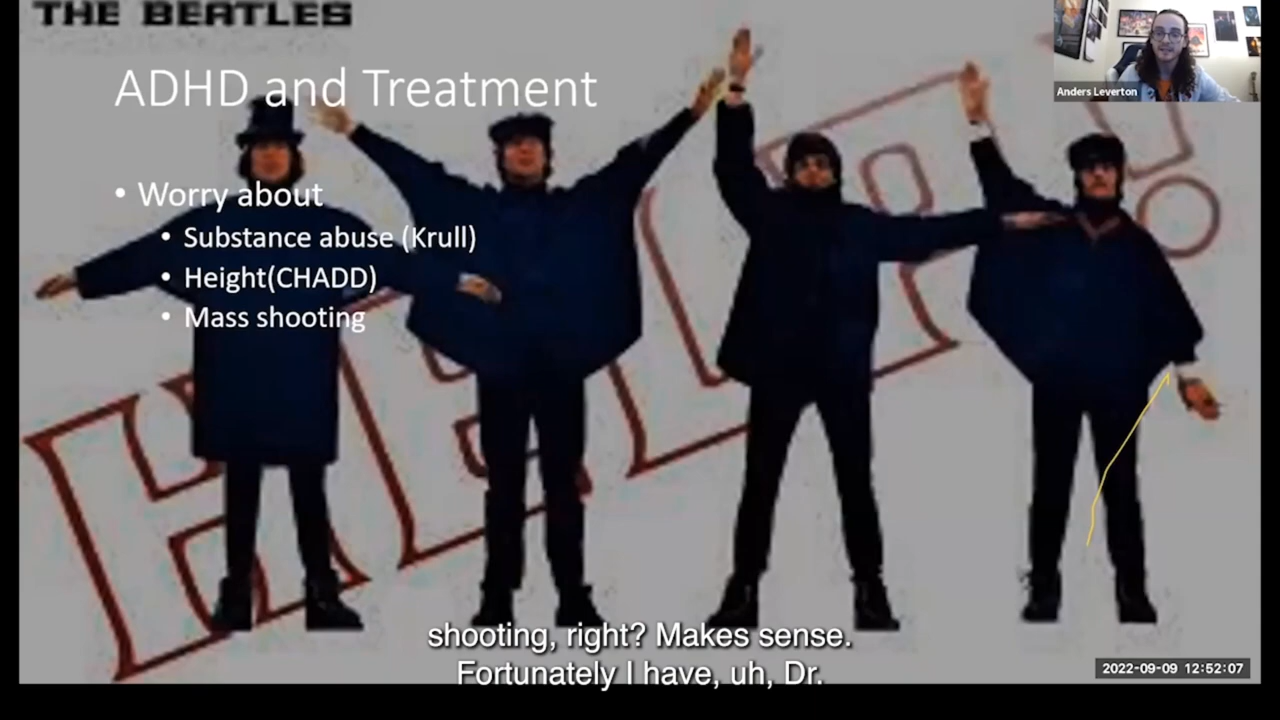 THE BEATLES
ADHD and Treatment
Anders Leverton
• Worry about
• Substance abuse (Krull)
• Height(CHADD)
• Mass shooting
HELP!
shooting, right? Makes sense.
Fortunately I have, uh, Dr.
2022-09-09 12:52:07